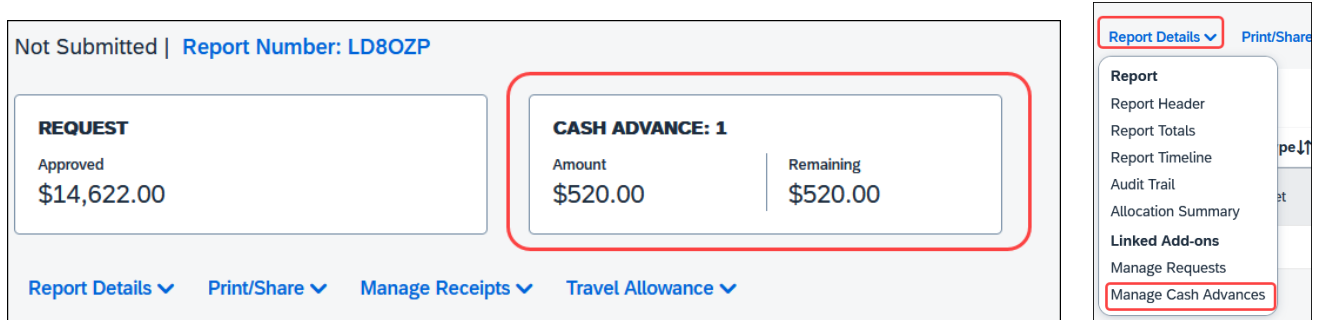 Not Submitted | Report Number: LD8OZP
REQUEST
Approved
$14,622.00
CASH ADVANCE: 1
Amount
$520.00
Remaining
$520.00
Report Details
Print/Share
Manage Receipts
Travel Allowance
Report Details
Print/Share
Report
Report Header
Report Totals
Report Timeline
Audit Trail
Allocation Summary
Linked Add-ons
Manage Requests
Manage Cash Advances
pe
et